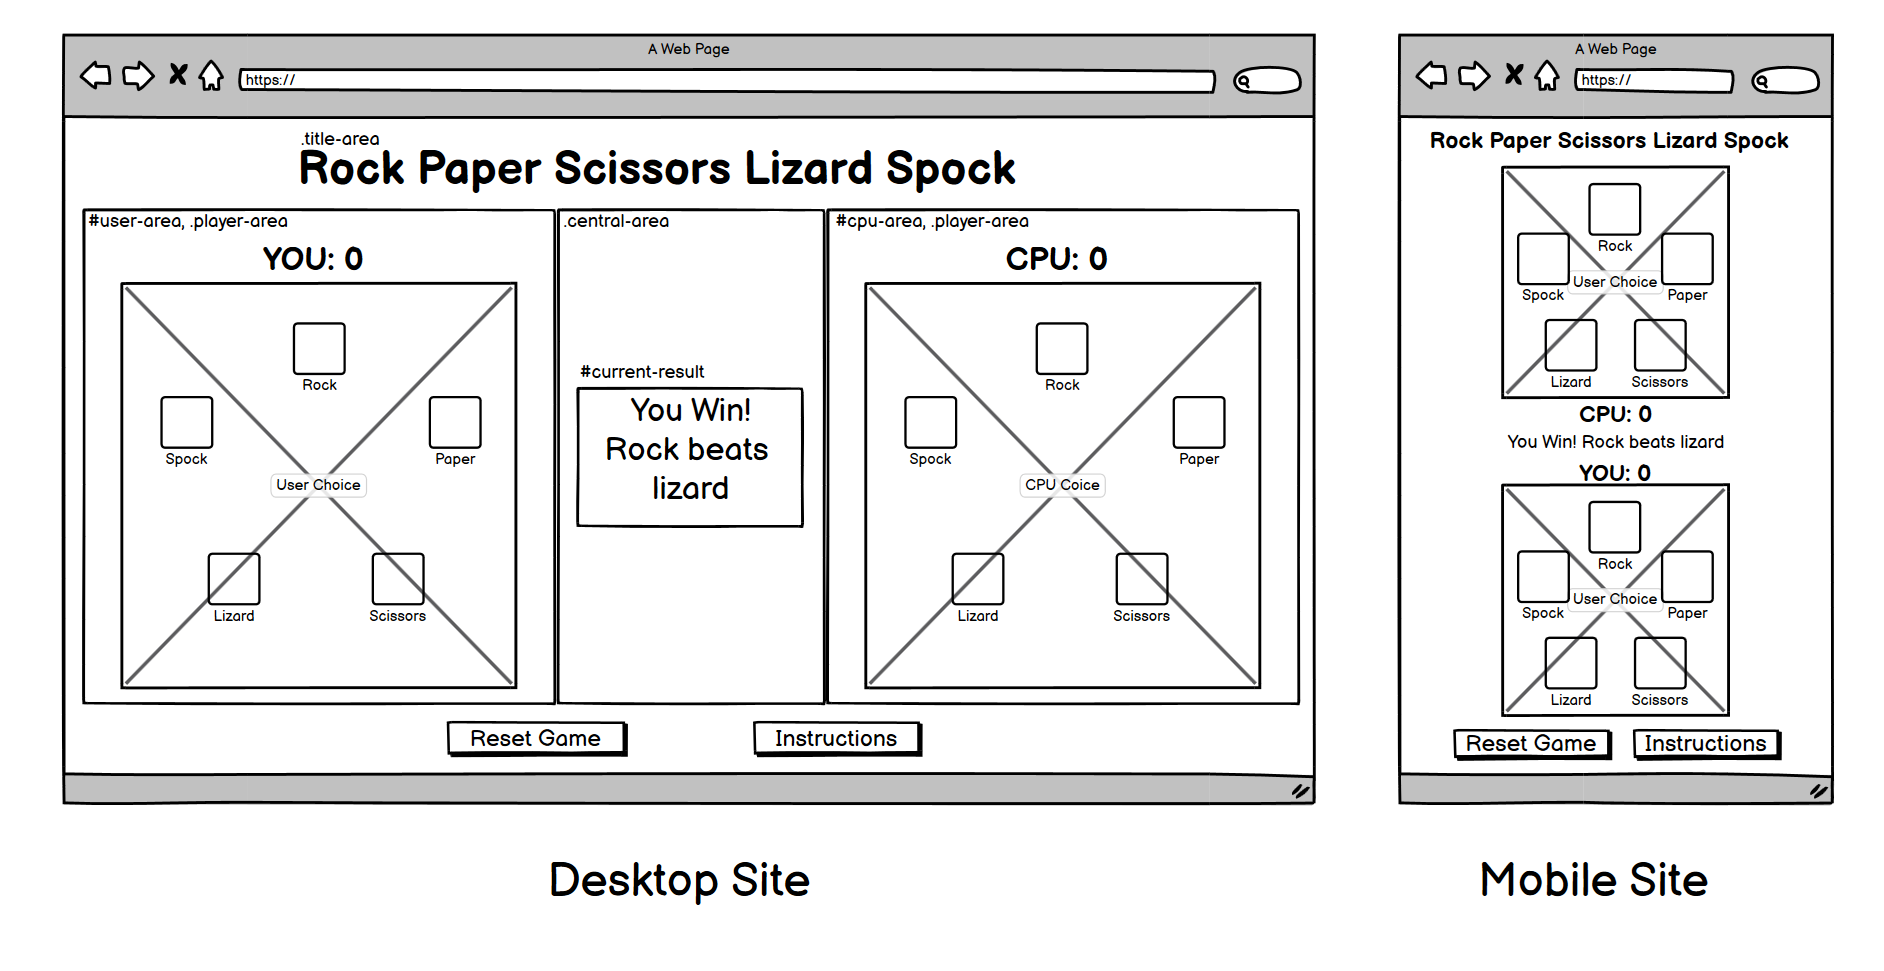 A Web Page
https://
.title-area
Rock Paper Scissors Lizard Spock
#user-area, .player-area
YOU: 0
Rock
Spock
Paper
User Choice
Lizard
Scissors
.central-area
#current-result
You Win!
Rock beats
lizard
#cpu-area, .player-area
CPU: 0
Rock
Spock
Paper
CPU Coice
Lizard
Scissors
Reset Game
Instructions
Desktop Site
A Web Page
https://
Rock Paper Scissors Lizard Spock
Rock
User Choice
Spock
Paper
Lizard
Scissors
CPU: 0
You Win! Rock beats lizard
YOU: 0
Rock
User Choice
Spock
Paper
Lizard
Scissors
Reset Game
Instructions
Mobile Site